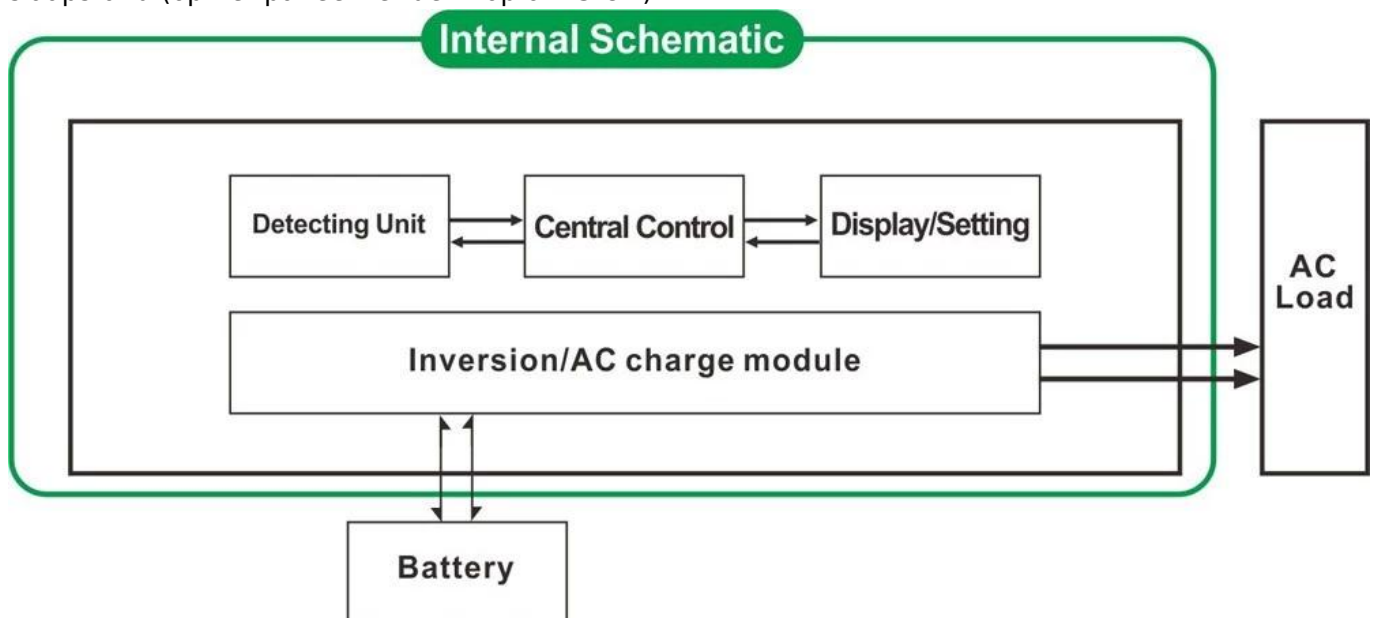 Internal Schematic
Detecting Unit
Central Control
Display/Setting
AC
Load
Inversion/AC charge module
Battery